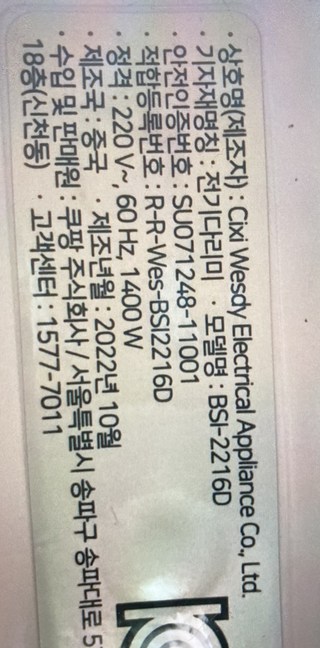 · 상호명(제조자) : Cixi Wesdy Electrical Appliance Co., Ltd.
· 기자재명칭 : 전기다리미 · 모델명 : BSI-2216D
· 안전인증번호 : SU071248-11001
· 적합등록번호 : R-R-Wes-BSI2216D
· 정격 : 220 V~, 60 Hz, 1400 W
· 제조국 : 중국 · 제조년월 : 2022년 10월
· 수입 및 판매원 : 쿠팡 주식회사 / 서울특별시 송파구 송파대로
18층(신천동) · 고객센터 : 1577-7011